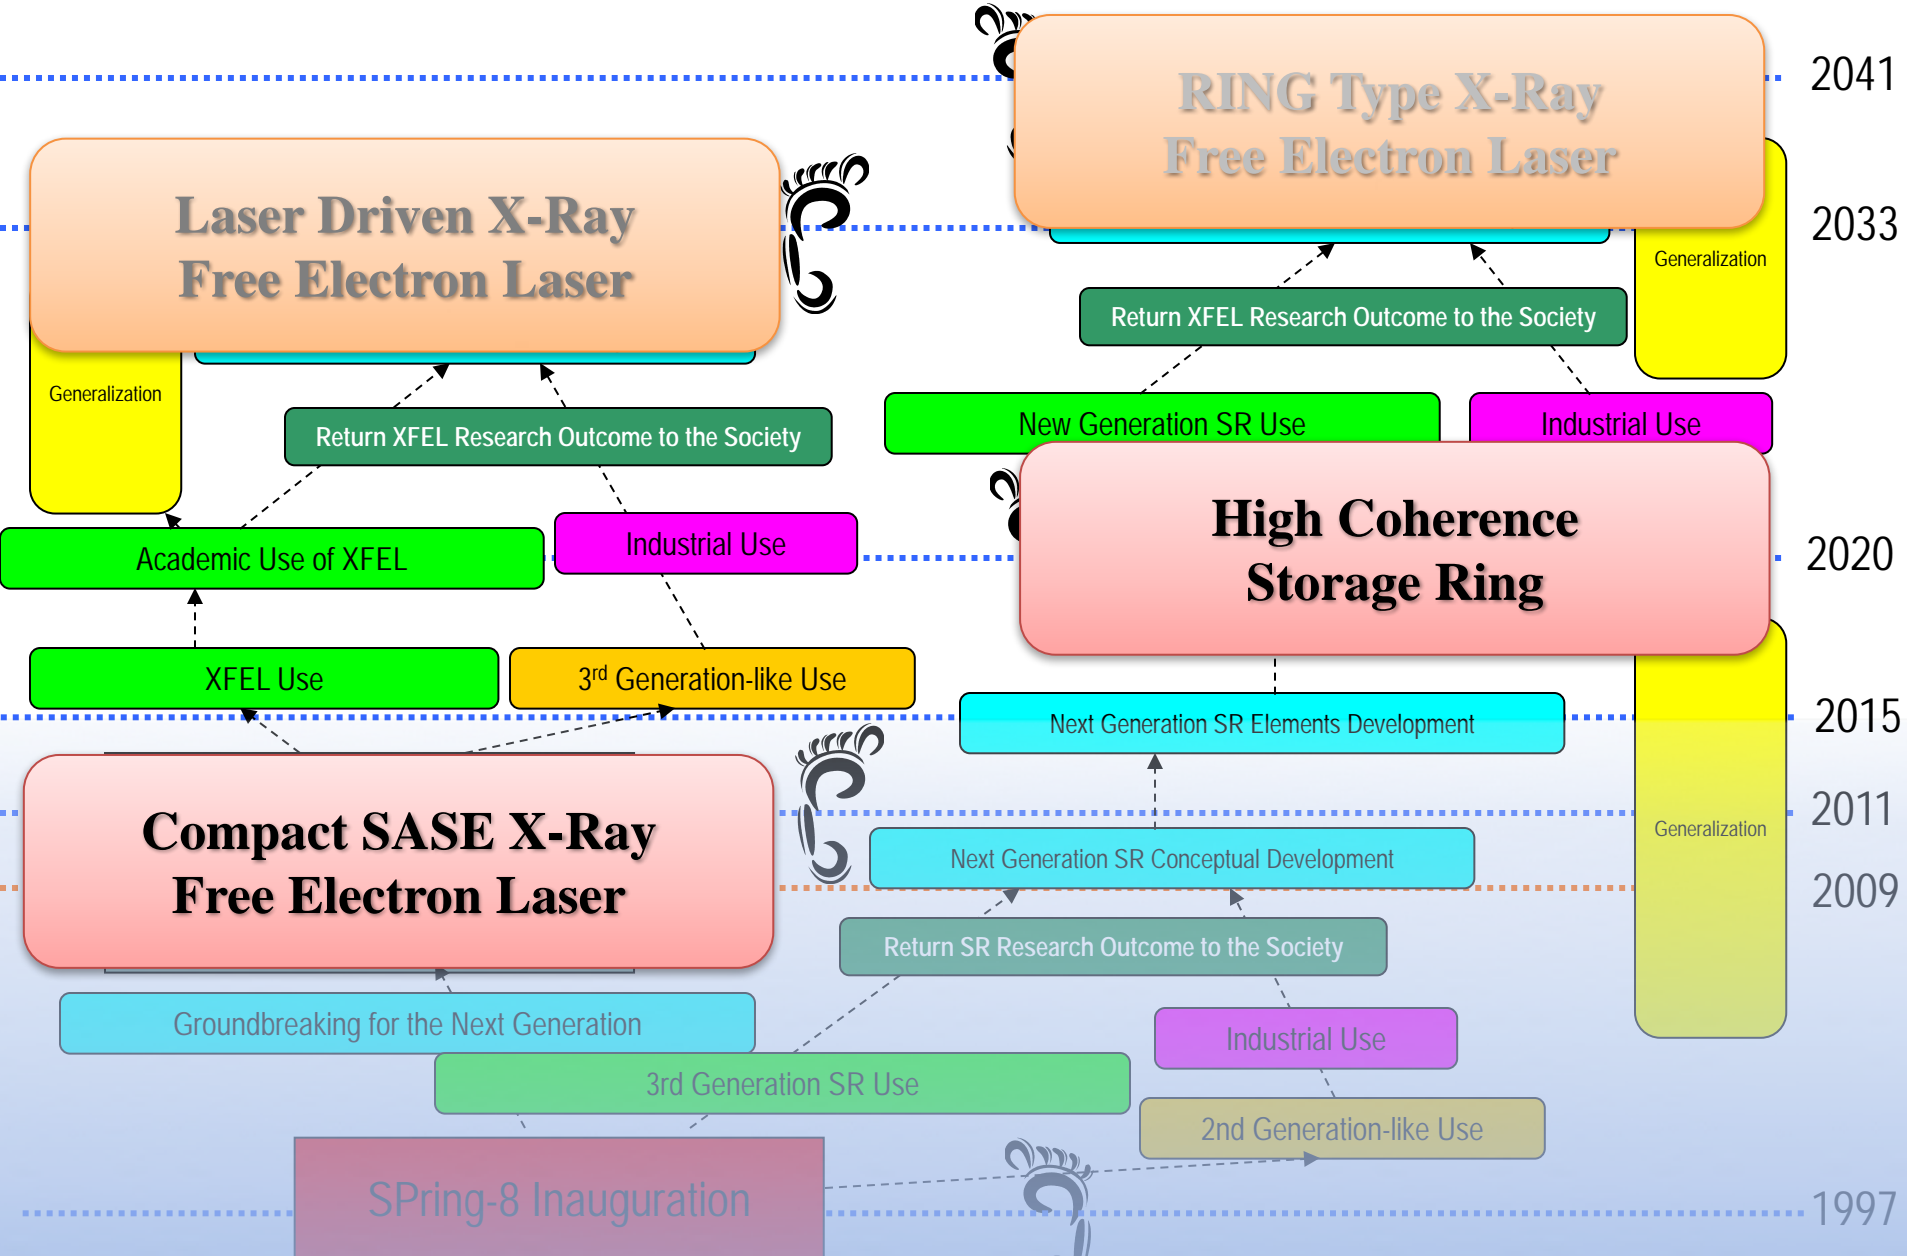 2041
RING Type X-Ray
Free Electron Laser
Laser Driven X-Ray
Free Electron Laser
2033
Generalization
Return XFEL Research Outcome to the Society
Generalization
New Generation SR Use
Industrial Use
Return XFEL Research Outcome to the Society
High Coherence
Storage Ring
Academic Use of XFEL
Industrial Use
2020
XFEL Use
3rd Generation-like Use
Next Generation SR Elements Development
2015
2011
Compact SASE X-Ray
Free Electron Laser
Generalization
Next Generation SR Conceptual Development
2009
Return SR Research Outcome to the Society
Groundbreaking for the Next Generation
Industrial Use
3rd Generation SR Use
2nd Generation-like Use
SPring-8 Inauguration
1997